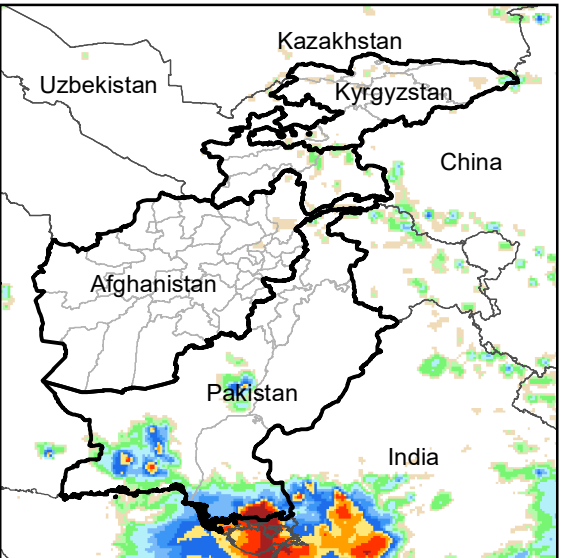 Kazakhstan
Uzbekistan
Kyrgyzstan
China
Afghanistan
Pakistan
India